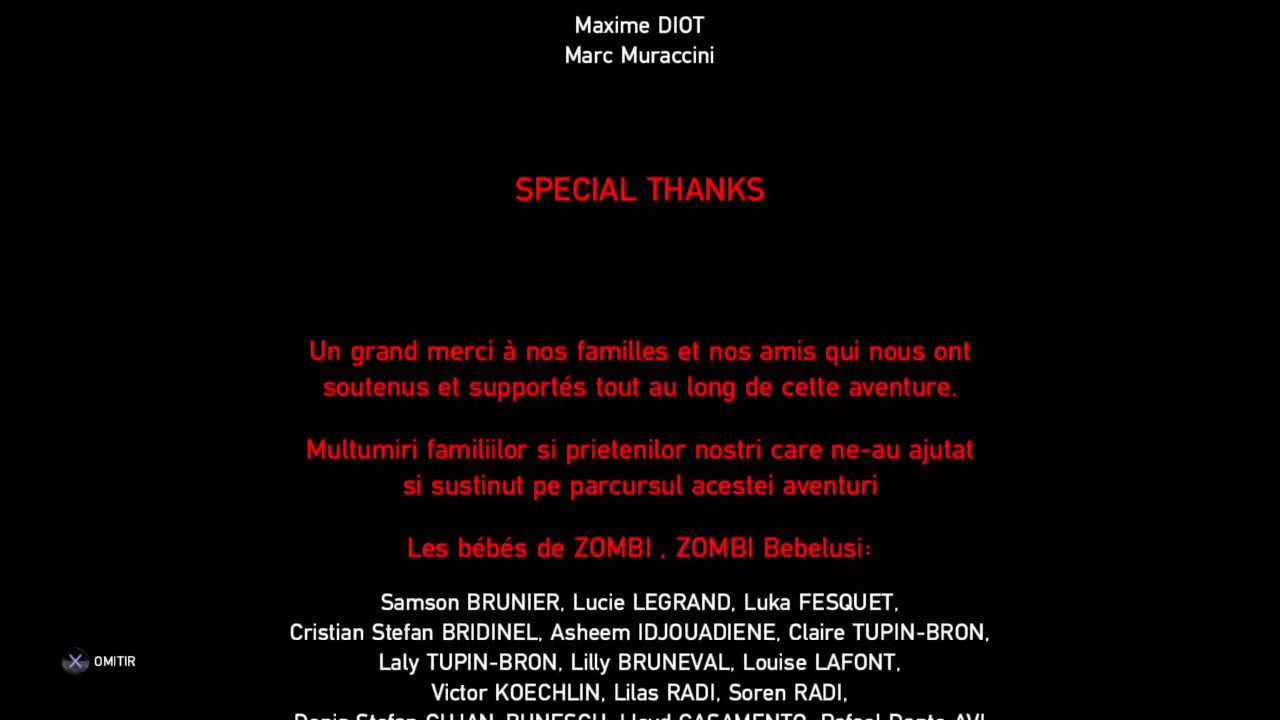 Maxime DIOT
Marc Muraccini
SPECIAL THANKS
Un grand merci à nos familles et nos amis qui nous ont
soutenus et supportés tout au long de cette aventure.
Multumiri familiilor si prietenilor nostri care ne-au ajutat
si sustinut pe parcursul acestei aventuri
Les bébés de ZOMBI , ZOMBI Bebelusi:
Samson BRUNIER, Lucie LEGRAND, Luka FESQUET,
Cristian Stefan BRIDINEL, Asheem IDJOUADIENE, Claire TUPIN-BRON,
Laly TUPIN-BRON, Lilly BRUNEVAL, Louise LAFONT,
OMITIR
Victor KOECHLIN, Lilas RADI, Soren RADI,